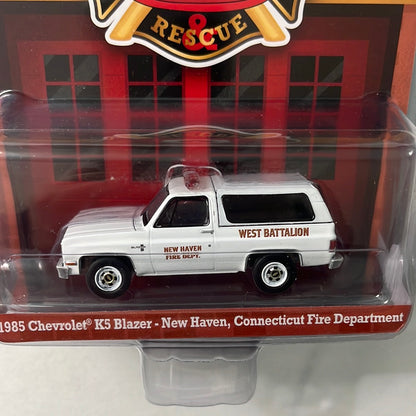 &
RESCUE
WEST BATTALION
NEW HAVEN
FIRE DEPT.
1985 Chevrolet® K5 Blazer - New Haven, Connecticut Fire Department